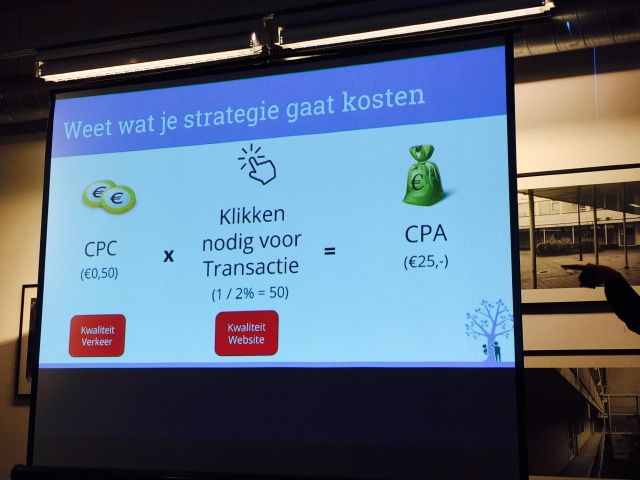 Weet wat je strategie gaat kosten
€ €
€
CPC
(€0,50)
x
Klikken
nodig voor
Transactie
(1 / 2% = 50)
=
CPA
(€25,-)
Kwaliteit
Verkeer
Kwaliteit
Website